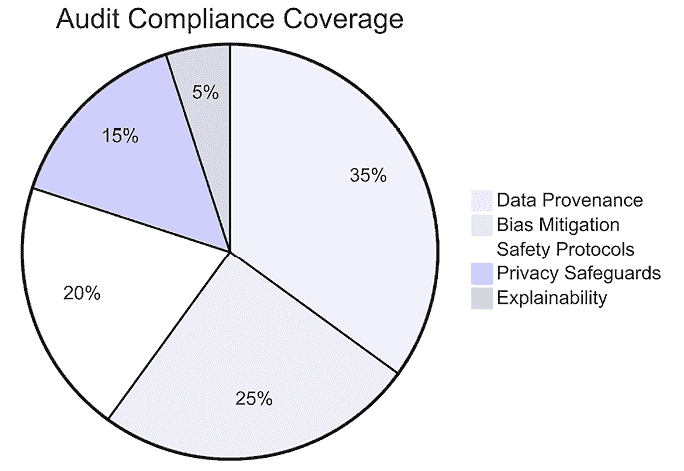 Audit Compliance Coverage
5%
15%
35%
20%
25%
Data Provenance
Bias Mitigation
Safety Protocols
Privacy Safeguards
Explainability